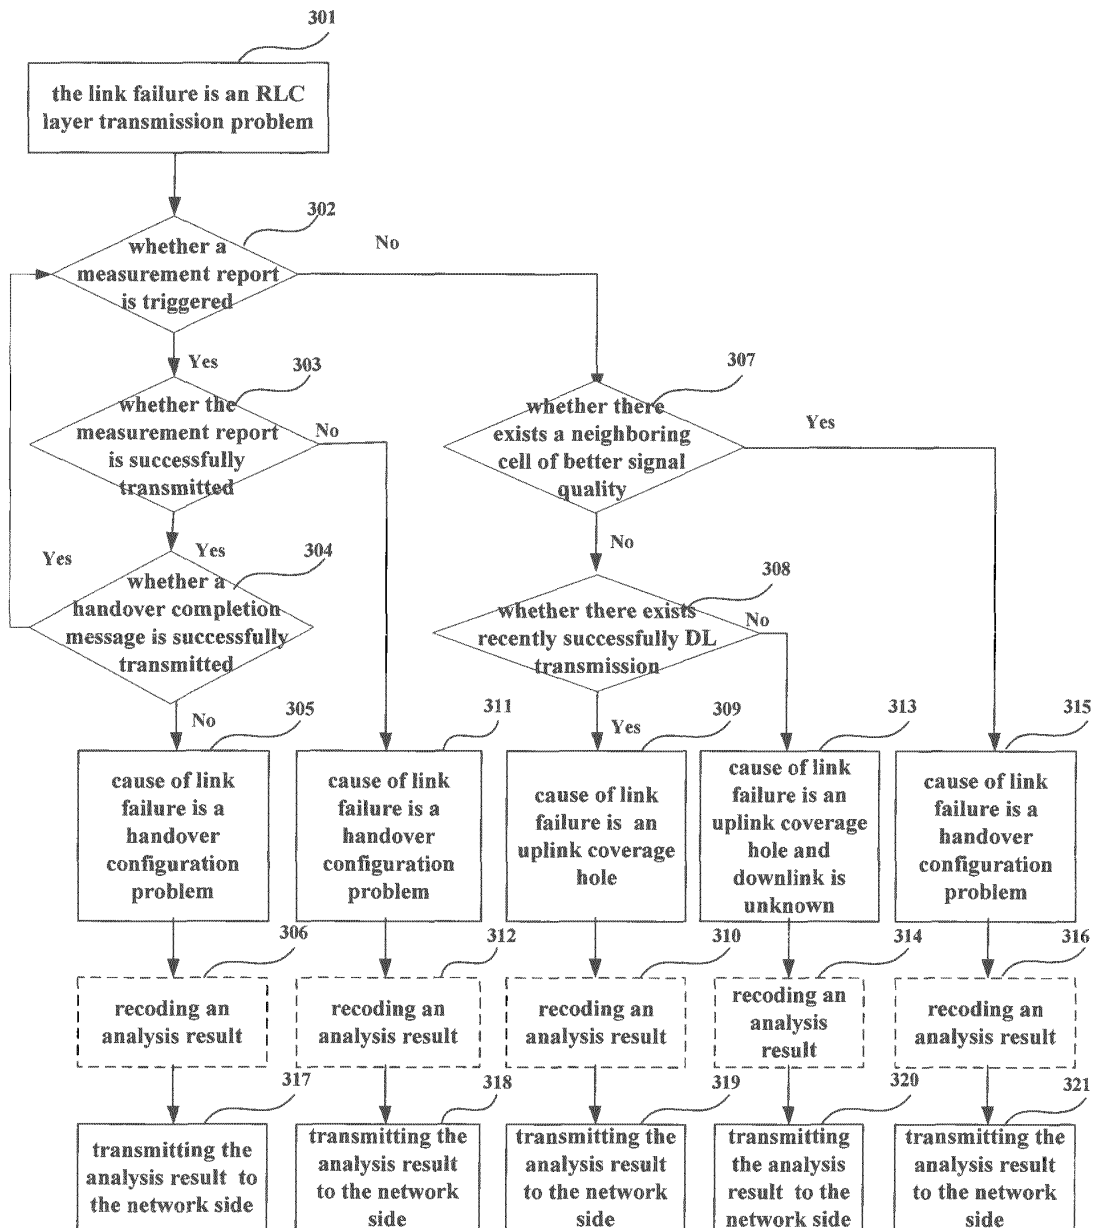 301
the link failure is an RLC
layer transmission problem
302
whether a
measurement report
is triggered
No
Yes
303
whether the
measurement report
is successfully
transmitted
No
307
whether there
exists a neighboring
cell of better signal
quality
Yes
Yes
Yes
304
whether a
handover completion
message is successfully
transmitted
No
308
whether there exists
recently successfully DL
transmission
No
No
Yes
305
cause of link
failure is a
handover
configuration
problem
311
cause of link
failure is a
handover
configuration
problem
309
cause of link
failure is an
uplink coverage
hole
313
cause of link
failure is an
uplink coverage
hole and
downlink is
unknown
315
cause of link
failure is a
handover
configuration
problem
306
recoding an
analysis result
312
recoding an
analysis result
310
recoding an
analysis result
314
recoding an
analysis
result
316
recoding an
analysis result
317
transmitting the
analysis result to
the network side
318
transmitting the
analysis result
to the network
side
319
transmitting the
analysis result
to the network
side
320
transmitting
the analysis
result to the
network side
321
transmitting the
analysis result
to the network
side